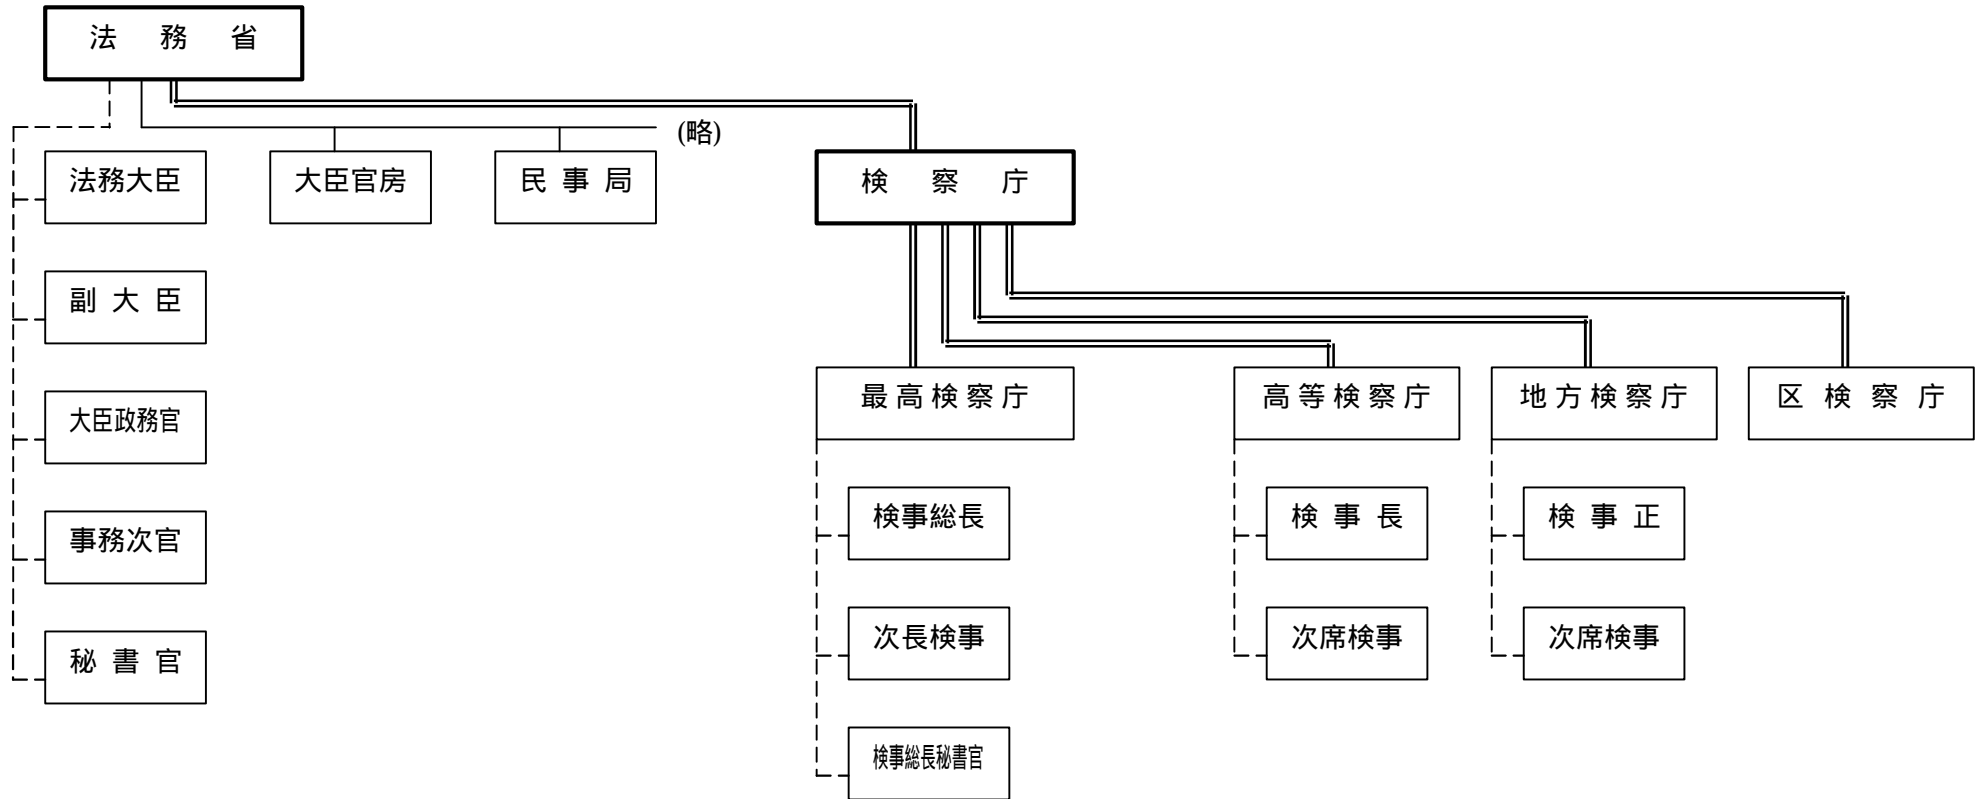 法務省
(略)
法務大臣 大臣官房 民事局 検察庁
副大臣
最高検察庁 高等検察庁 地方検察庁 区検察庁
大臣政務官
検事総長 検事長 検事正
事務次官
次長検事 次席検事 次席検事
秘書官
検事総長秘書官